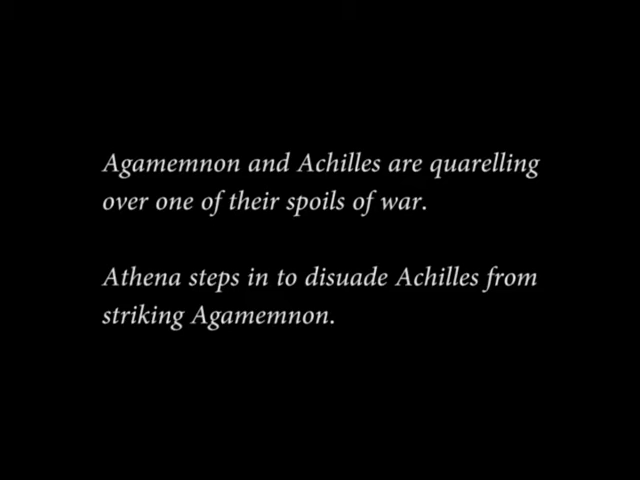 Agamemnon and Achilles are quarelling
over one of their spoils of war.
Athena steps in to disuade Achilles from
striking Agamemnon.